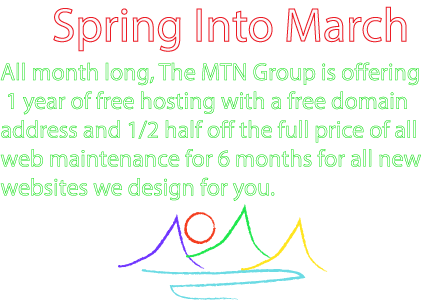 Spring Into March
All month long, The MTN Group is offering
1 year of free hosting with a free domain
address and 1/2 half off the full price of all
web maintenance for 6 months for all new
websites we design for you.